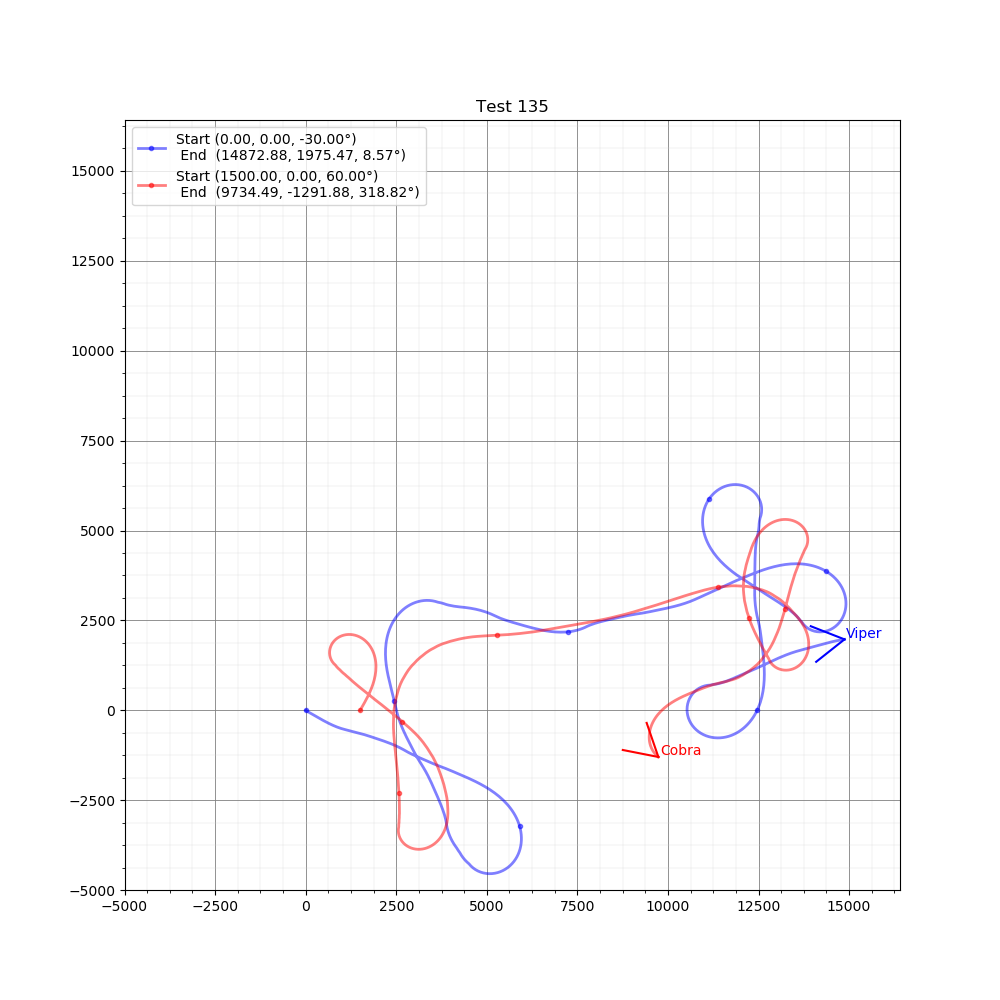 Test 135
Start (0.00, 0.00, -30.00°)
End (14872.88, 1975.47, 8.57°)
Start (1500.00, 0.00, 60.00°)
End (9734.49, -1291.88, 318.82°)
15000
12500
10000
7500
5000
2500
0
−2500
−5000
Viper
Cobra
−5000 −2500 0 2500 5000 7500 10000 12500 15000